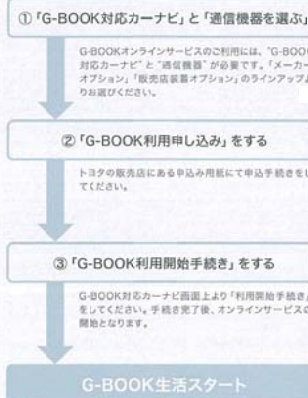 ①「G-BOOK対応カーナビ」と「通信機器を選ぶ」
G-BOOKオンラインサービスのご利用には、"G-BOO
対応カーナビ"と"通信機器"が必要です。「メーカー
オプション」「販売店装着オプション」のラインアップよ
りお選びください。
②「G-BOOK利用申し込み」をする
トヨタの販売店にある申込み用紙にて申込手続きをし
てください。
③「G-BOOK利用開始手続き」をする
G-BOOK対応カーナビ画面上より「利用開始手続き」
をしてください。手続き完了後、オンラインサービスの
開始となります。
G-BOOK生活スタート